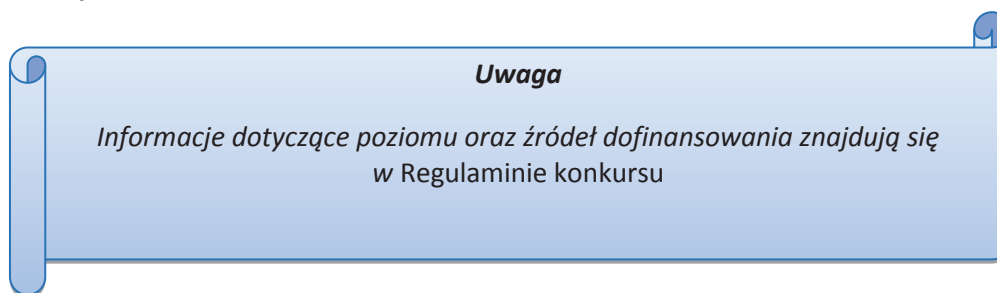 Uwaga
Informacje dotyczące poziomu oraz źródeł dofinansowania znajdują się
w Regulaminie konkursu